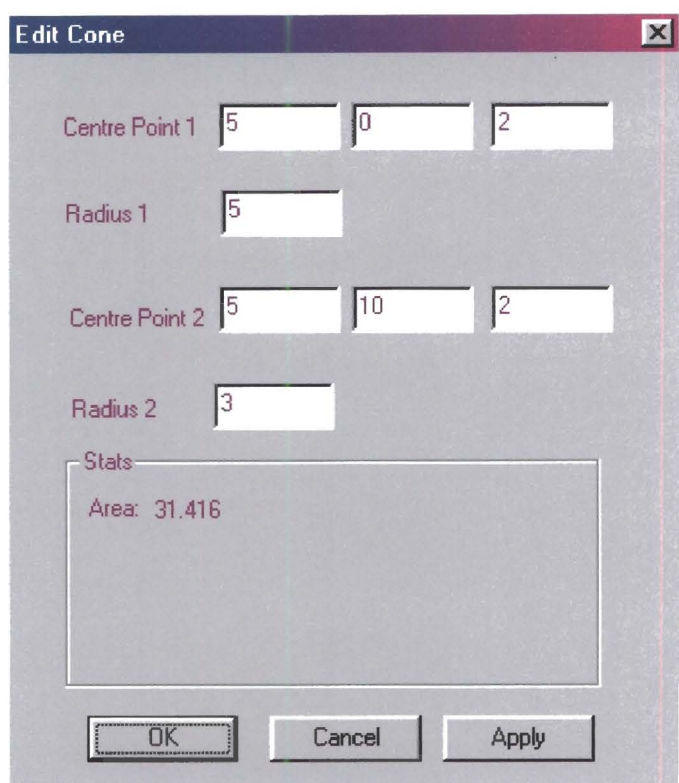 Edit Cone
Centre Point 1 5 0 2
Radius 1 5
Centre Point 2 5 10 2
Radius 2 3
Stats
Area: 31.416
OK Cancel Apply